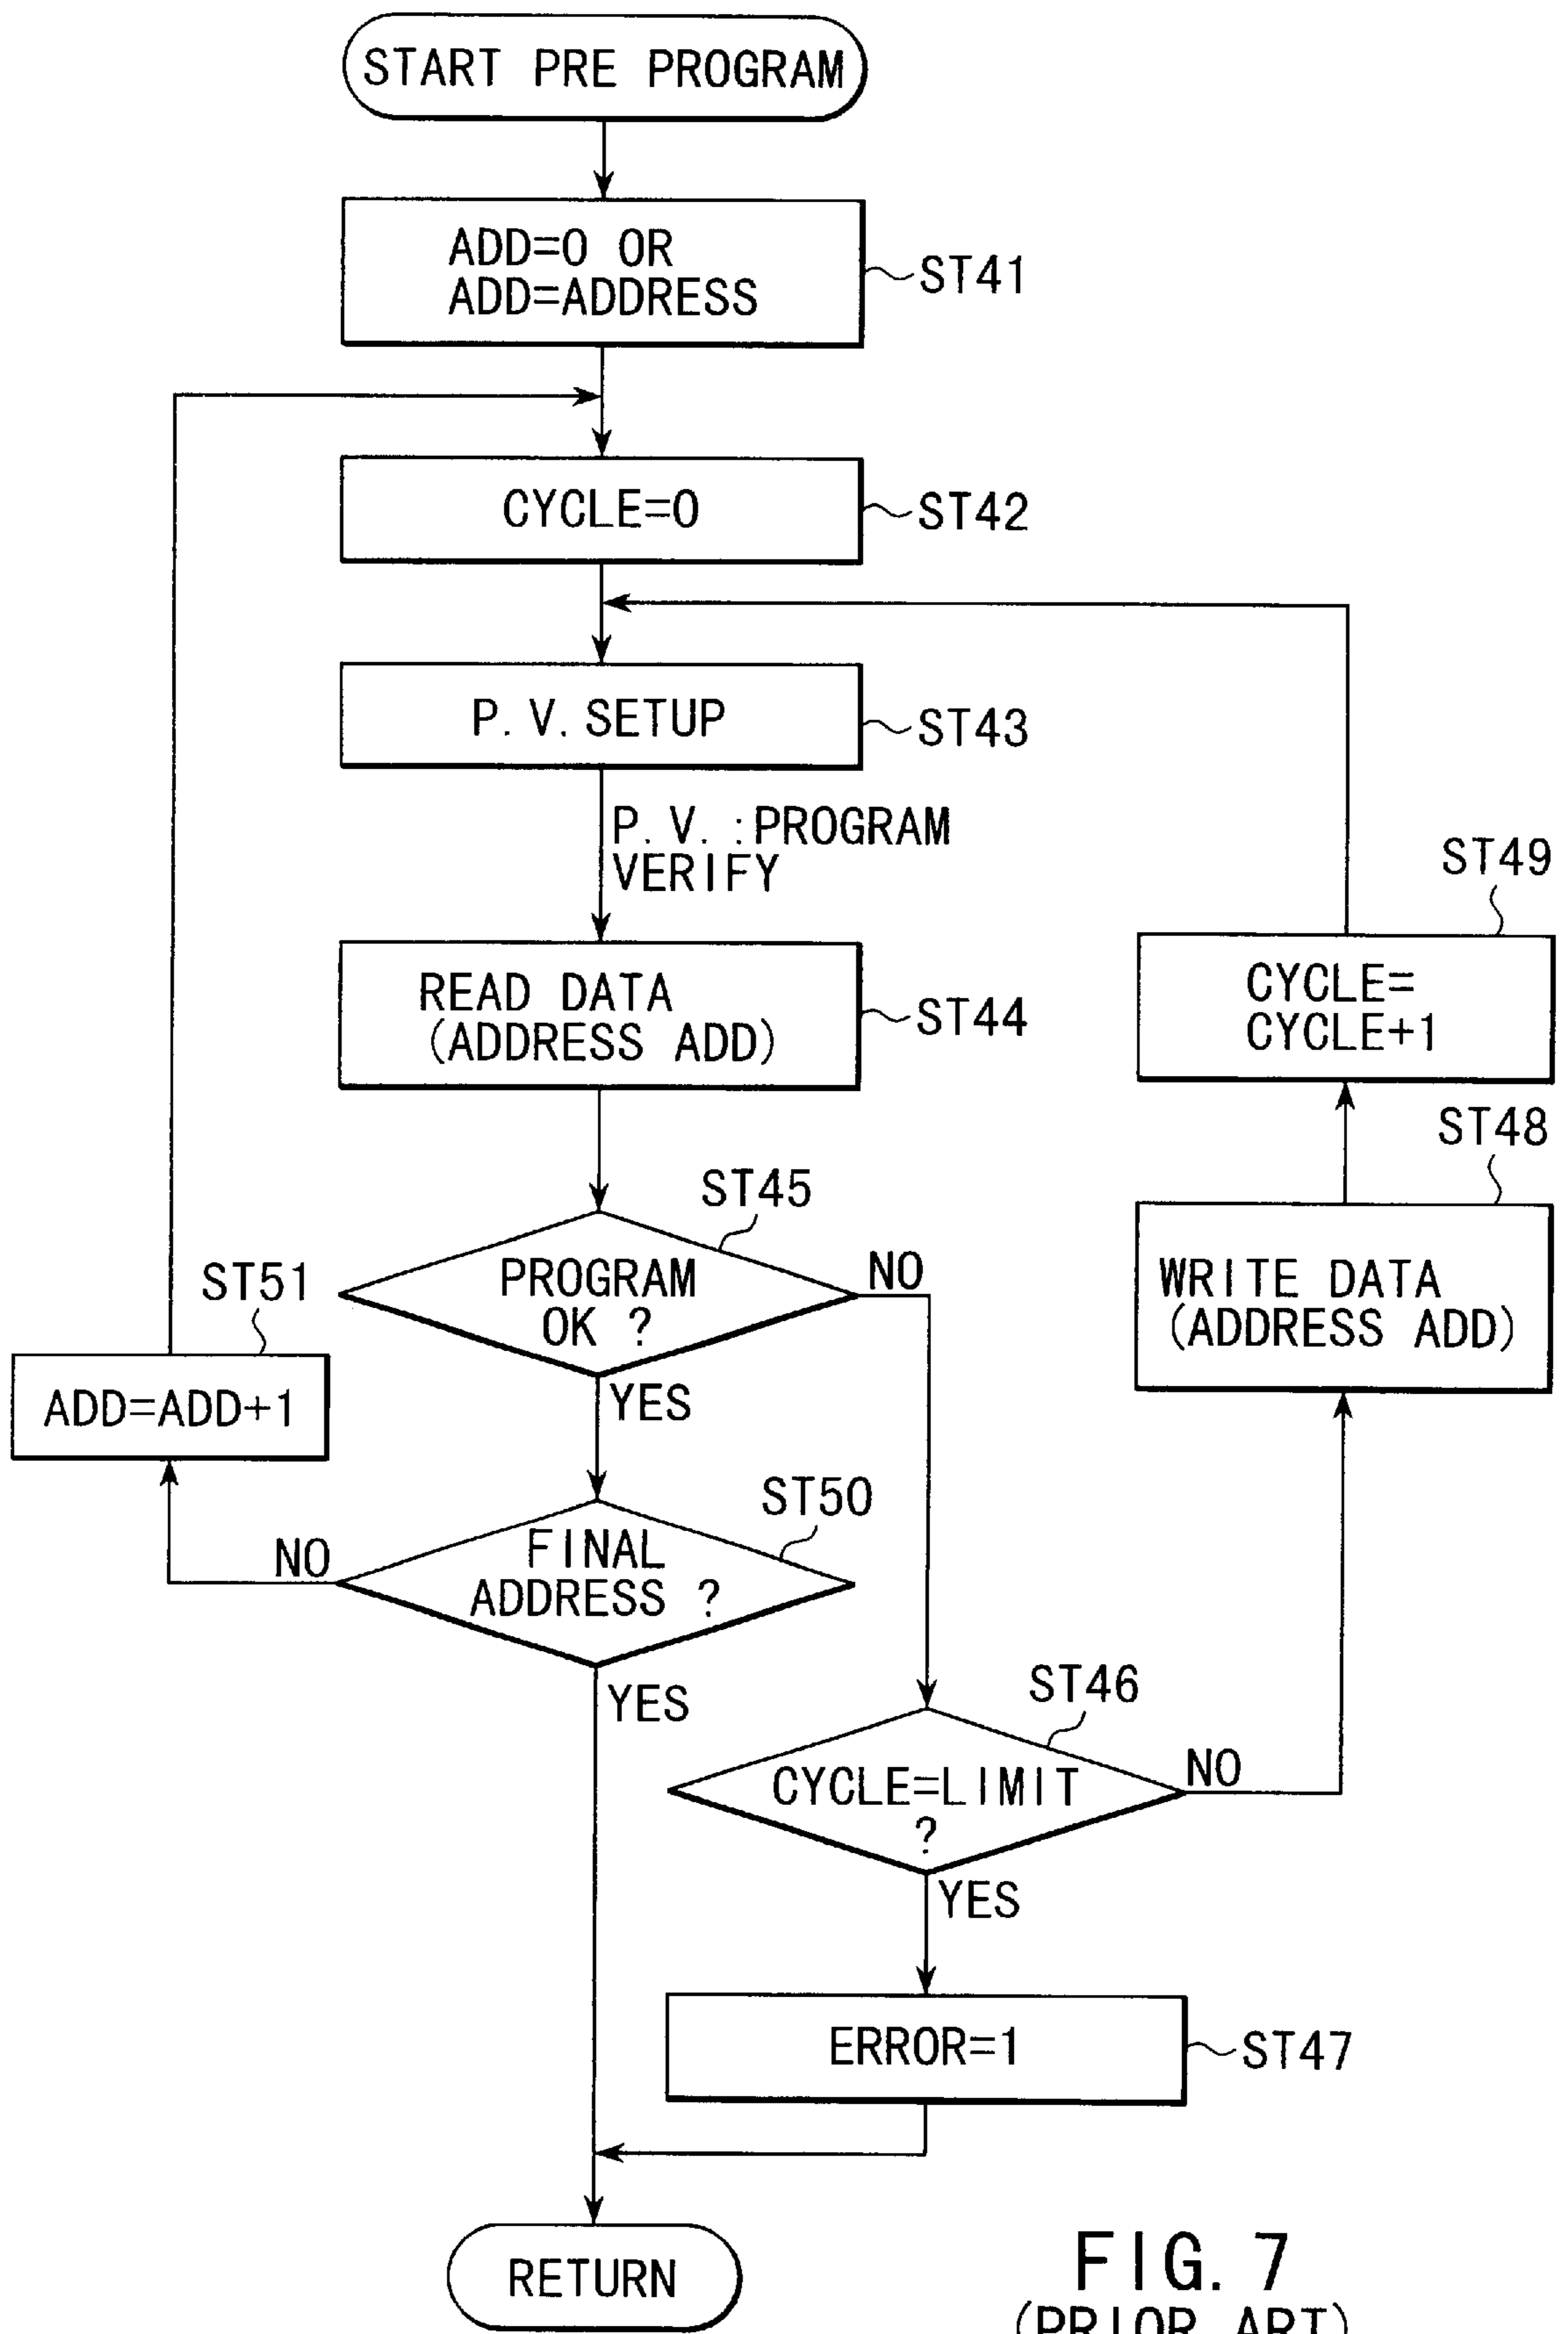 START PRE PROGRAM
ADD=0 OR
ADD=ADDRESS
ST41
CYCLE=0
ST42
P. V. SETUP
ST43
P. V. :PROGRAM
VERIFY
READ DATA
(ADDRESS ADD)
ST44
ST49
CYCLE=
CYCLE+1
ST48
WRITE DATA
(ADDRESS ADD)
ST45
PROGRAM
OK ?
NO
YES
ST51
ADD=ADD+1
ST50
FINAL
ADDRESS ?
NO
YES
ST46
CYCLE=LIMIT
?
NO
YES
ERROR=1
ST47
RETURN
FIG. 7
(PRIOR ART)